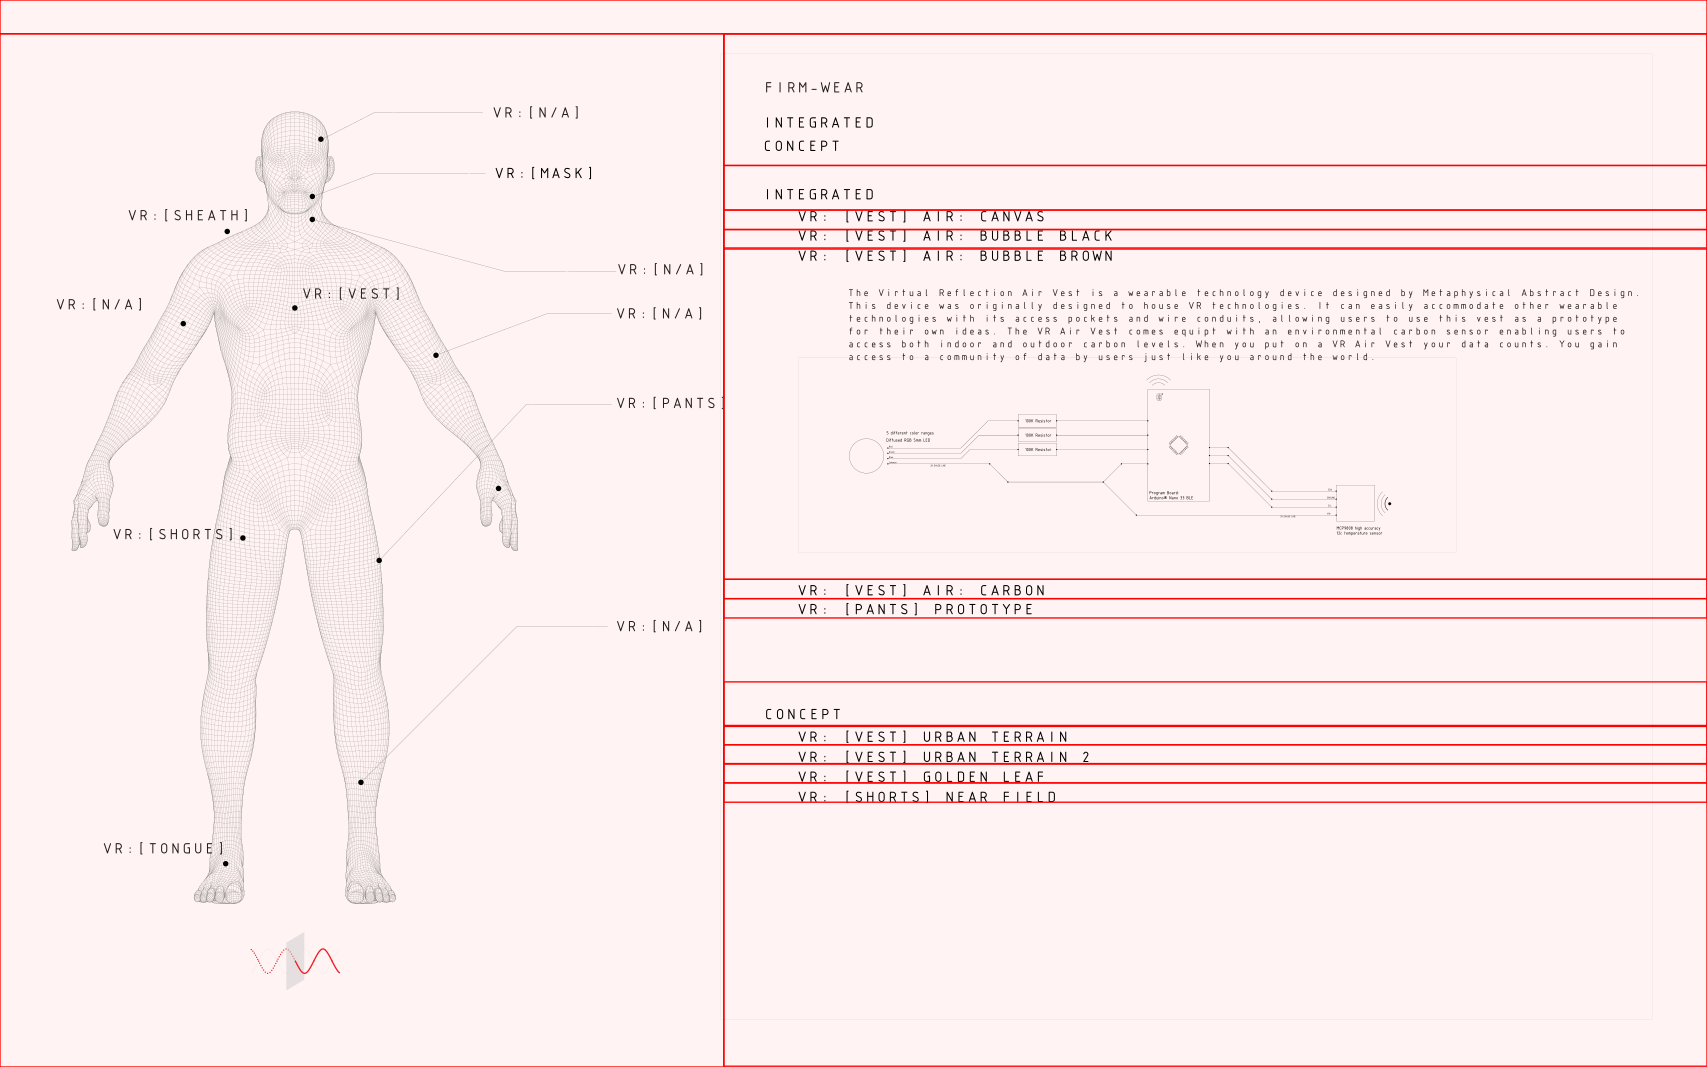 VR:[N/A]
VR:[MASK]
VR:[SHEATH]
VR:[N/A]
VR:[VEST]
VR:[N/A]
VR:[N/A]
VR:[PANTS]
VR:[SHORTS]
VR:[N/A]
VR:[TONGUE]
FIRM-WEAR
INTEGRATED
CONCEPT
INTEGRATED
VR: [VEST] AIR: CANVAS
VR: [VEST] AIR: BUBBLE BLACK
VR: [VEST] AIR: BUBBLE BROWN
The Virtual Reflection Air Vest is a wearable technology device designed by Metaphysical Abstract Design.
This device was originally designed to house VR technologies. It can easily accommodate other wearable
technologies with its access pockets and wire conduits, allowing users to use this vest as a prototype
for their own ideas. The VR Air Vest comes equipt with an environmental carbon sensor enabling users to
access both indoor and outdoor carbon levels. When you put on a VR Air Vest your data counts. You gain
access to a community of data by users just like you around the world.
5 different color ranges
Diffused RGB 5mm LCD
Resistor
Resistor
Resistor
Program Board
Arduino® Nano 33 BLE
MCP9808 high accuracy
temperature sensor
VR: [VEST] AIR: CARBON
VR: [PANTS] PROTOTYPE
CONCEPT
VR: [VEST] URBAN TERRAIN
VR: [VEST] URBAN TERRAIN 2
VR: [VEST] GOLDEN LEAF
VR: [SHORTS] NEAR FIELD